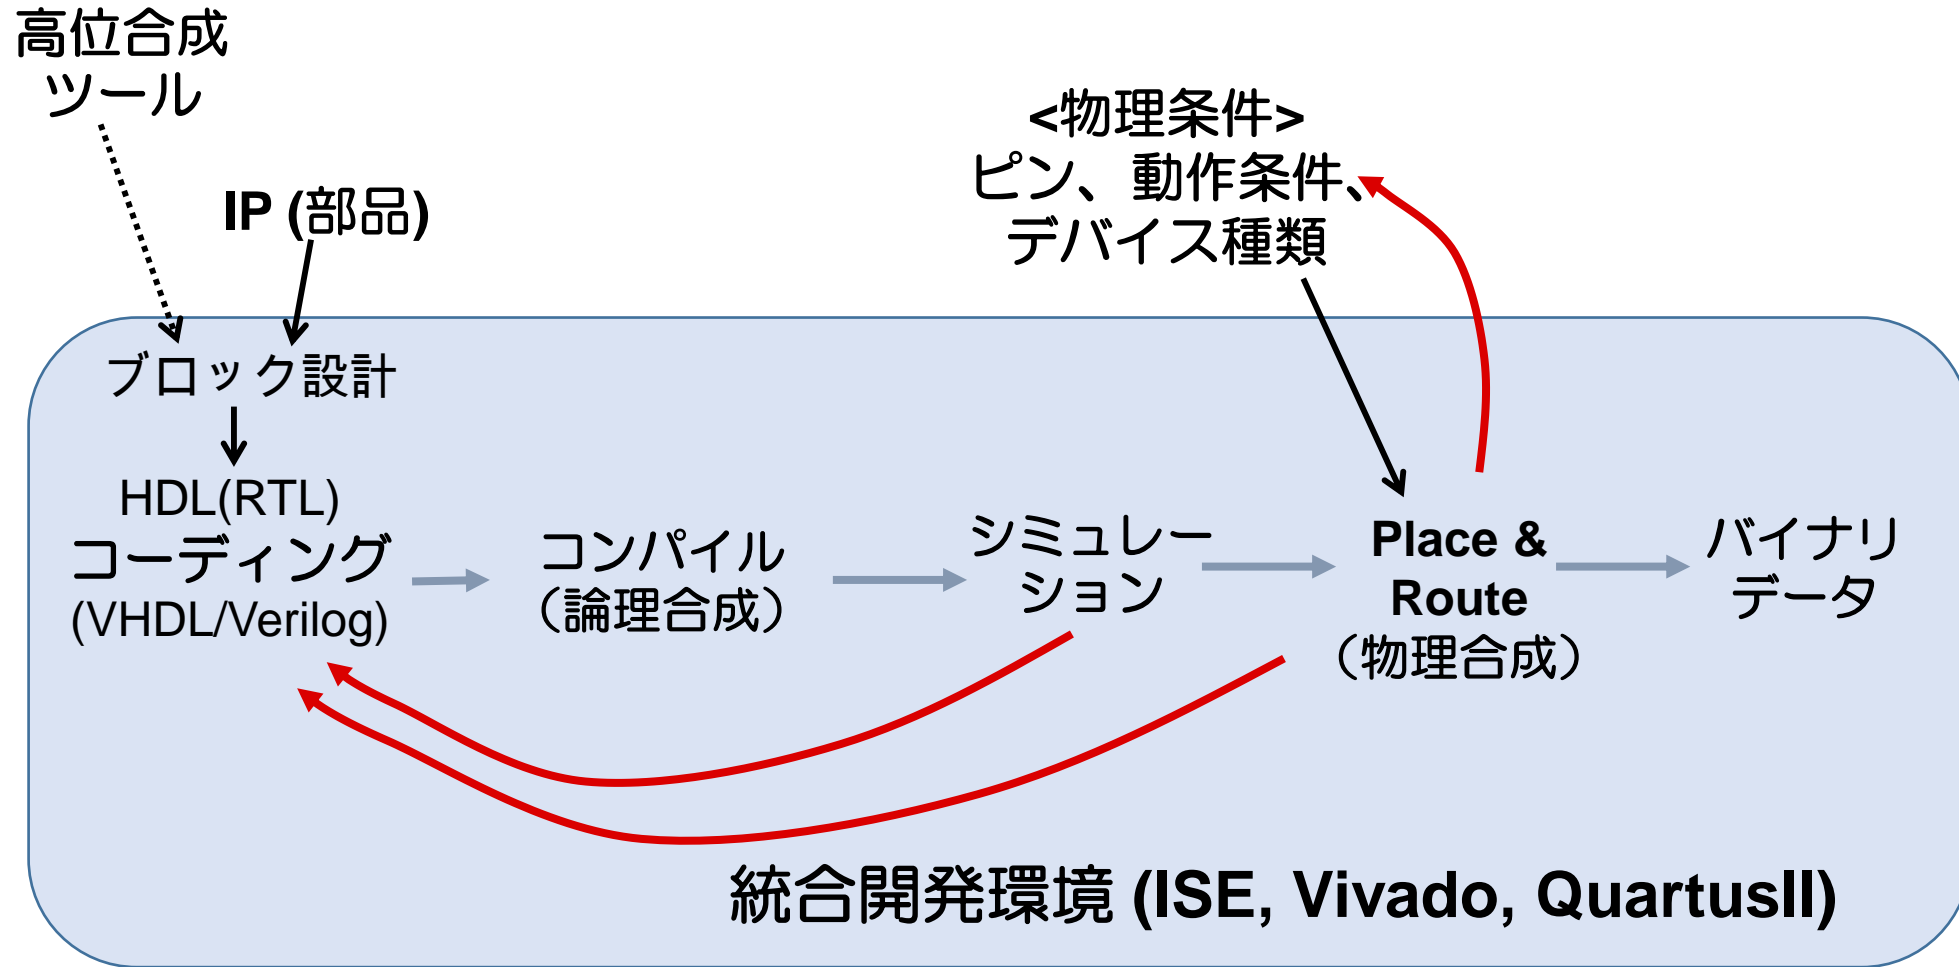 高位合成
ツール
IP (部品)
<物理条件>
ピン、動作条件、
デバイス種類
ブロック設計
HDL(RTL)
コーディング
(VHDL/Verilog)
コンパイル
（論理合成）
シミュレー
ション
Place &
Route
（物理合成）
バイナリ
データ
統合開発環境 (ISE, Vivado, QuartusII)